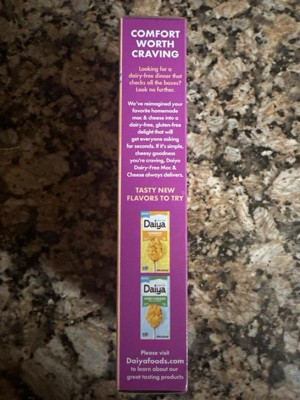 COMFORT
WORTH
CRAVING
Looking for a
dairy-free dinner that
checks all the boxes?
Look no further.
We've reimagined your
favorite homemade
mac & cheese into a
dairy-free, gluten-free
delight that will
get everyone asking
for seconds. If it's simple,
cheesy goodness
you're craving, Daiya
Dairy-Free Mac &
Cheese always delivers.
TASTY NEW
FLAVORS TO TRY
Daiya
Daiya
Please visit
Daiyafoods.com
to learn about our
great tasting products